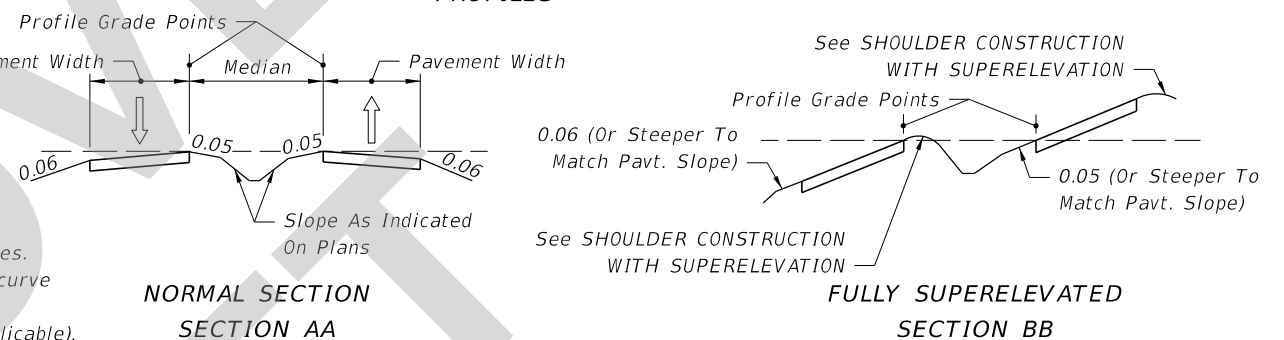 Profile Grade Points
Pavement Width
Median
Pavement Width
0.06
0.05
0.05
0.06
Slope As Indicated
On Plans
curve
NORMAL SECTION
SECTION AA
See SHOULDER CONSTRUCTION
WITH SUPERELEVATION
Profile Grade Points
0.06 (Or Steeper To
Match Pavt. Slope)
0.05 (Or Steeper To
Match Pavt. Slope)
See SHOULDER CONSTRUCTION
WITH SUPERELEVATION
FULLY SUPERELEVATED
SECTION BB